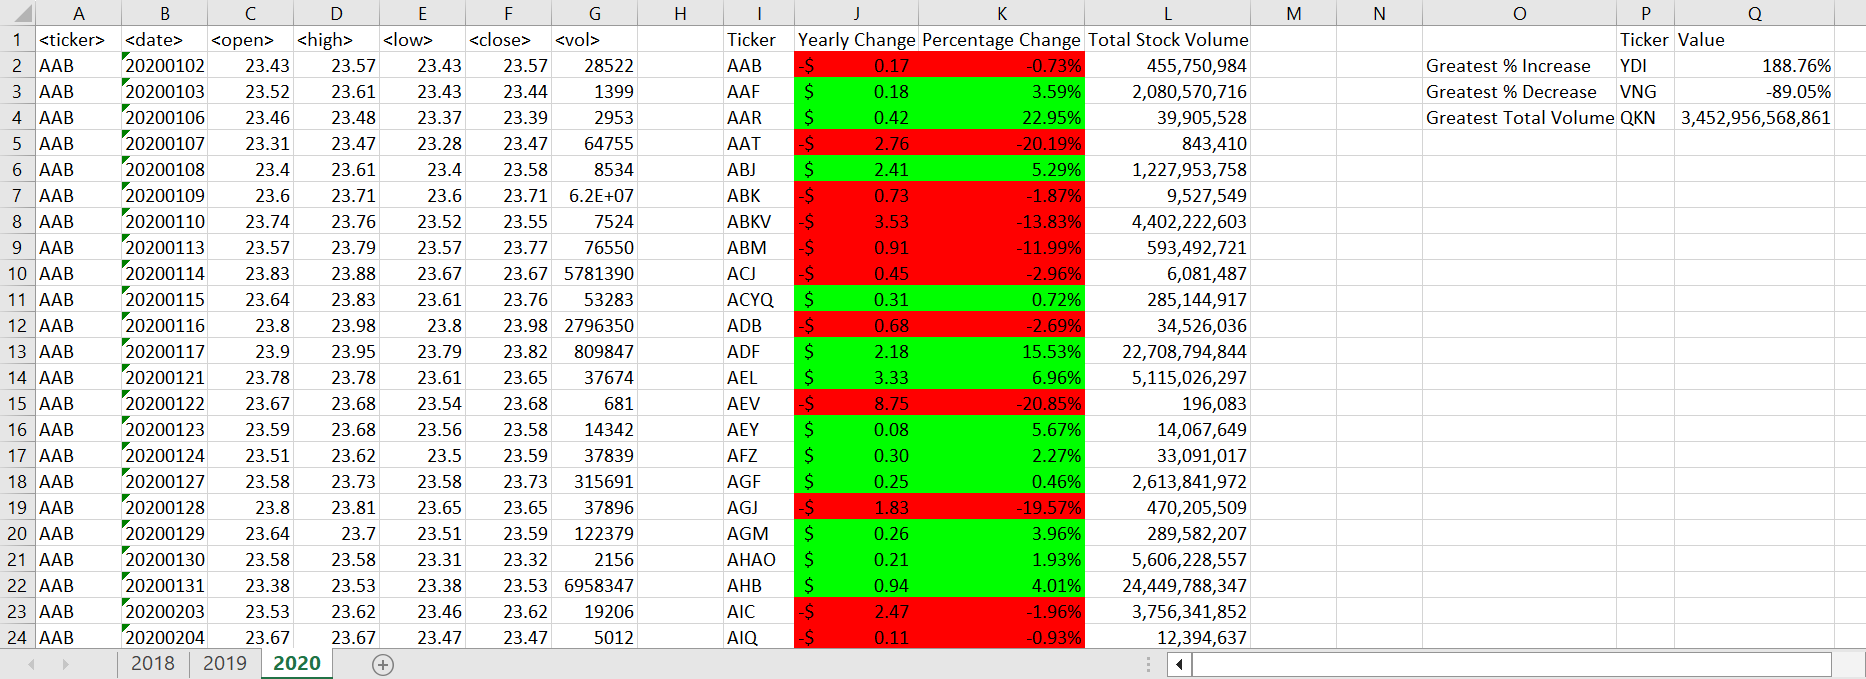 A B C D E F G H I J K L M N O P Q
1 <ticker> <date> <open> <high> <low> <close> <vol> Ticker Yearly Change Percentage Change Total Stock Volume Ticker Value
2 AAB 20200102 23.43 23.57 23.43 23.57 28522 AAB -$ 0.17 -0.73% 455,750,984 Greatest % Increase YDI 188.76%
3 AAB 20200103 23.52 23.61 23.43 23.44 1399 AAF $ 0.18 3.59% 2,080,570,716 Greatest % Decrease VNG -89.05%
4 AAB 20200106 23.46 23.48 23.37 23.39 2953 AAR $ 0.42 22.95% 39,905,528 Greatest Total Volume QKN 3,452,956,568,861
5 AAB 20200107 23.31 23.47 23.28 23.47 64755 AAT -$ 2.76 -20.19% 843,410
6 AAB 20200108 23.4 23.61 23.4 23.58 8534 ABJ $ 2.41 5.29% 1,227,953,758
7 AAB 20200109 23.6 23.71 23.6 23.71 6.2E+07 ABK -$ 0.73 -1.87% 9,527,549
8 AAB 20200110 23.74 23.76 23.52 23.55 7524 ABKV -$ 3.53 -13.83% 4,402,222,603
9 AAB 20200113 23.57 23.79 23.57 23.77 76550 ABM -$ 0.91 -11.99% 593,492,721
10 AAB 20200114 23.83 23.88 23.67 23.67 5781390 ACJ -$ 0.45 -2.96% 6,081,487
11 AAB 20200115 23.64 23.83 23.61 23.76 53283 ACYQ $ 0.31 0.72% 285,144,917
12 AAB 20200116 23.8 23.98 23.8 23.98 2796350 ADB -$ 0.68 -2.69% 34,526,036
13 AAB 20200117 23.9 23.95 23.79 23.82 809847 ADF $ 2.18 15.53% 22,708,794,844
14 AAB 20200121 23.78 23.78 23.61 23.65 37674 AEL $ 3.33 6.96% 5,115,026,297
15 AAB 20200122 23.67 23.68 23.54 23.68 681 AEV -$ 8.75 -20.85% 196,083
16 AAB 20200123 23.59 23.68 23.56 23.58 14342 AEY $ 0.08 5.67% 14,067,649
17 AAB 20200124 23.51 23.62 23.5 23.59 37839 AFZ $ 0.30 2.27% 33,091,017
18 AAB 20200127 23.58 23.73 23.58 23.73 315691 AGF $ 0.25 0.46% 2,613,841,972
19 AAB 20200128 23.8 23.81 23.65 23.65 37896 AGJ -$ 1.83 -19.57% 470,205,509
20 AAB 20200129 23.64 23.7 23.51 23.59 122379 AGM $ 0.26 3.96% 289,582,207
21 AAB 20200130 23.58 23.58 23.31 23.32 2156 AHAO $ 0.21 1.93% 5,606,228,557
22 AAB 20200131 23.38 23.53 23.38 23.53 6958347 AHB $ 0.94 4.01% 24,449,788,347
23 AAB 20200203 23.53 23.62 23.46 23.62 19206 AIC -$ 2.47 -1.96% 3,756,341,852
24 AAB 20200204 23.67 23.67 23.47 23.47 5012 AIQ -$ 0.11 -0.93% 12,394,637
2018 2019 2020